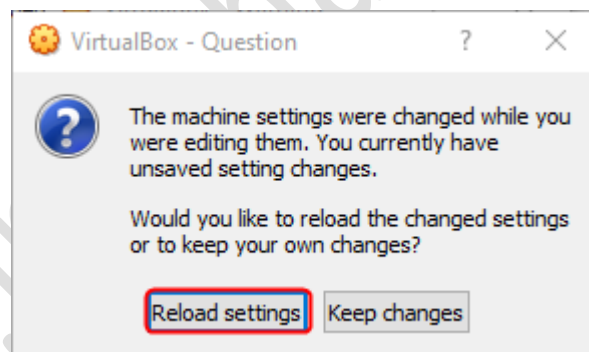 VirtualBox - Question
The machine settings were changed while you
were editing them. You currently have
unsaved setting changes.
Would you like to reload the changed settings
or to keep your own changes?
Reload settings Keep changes